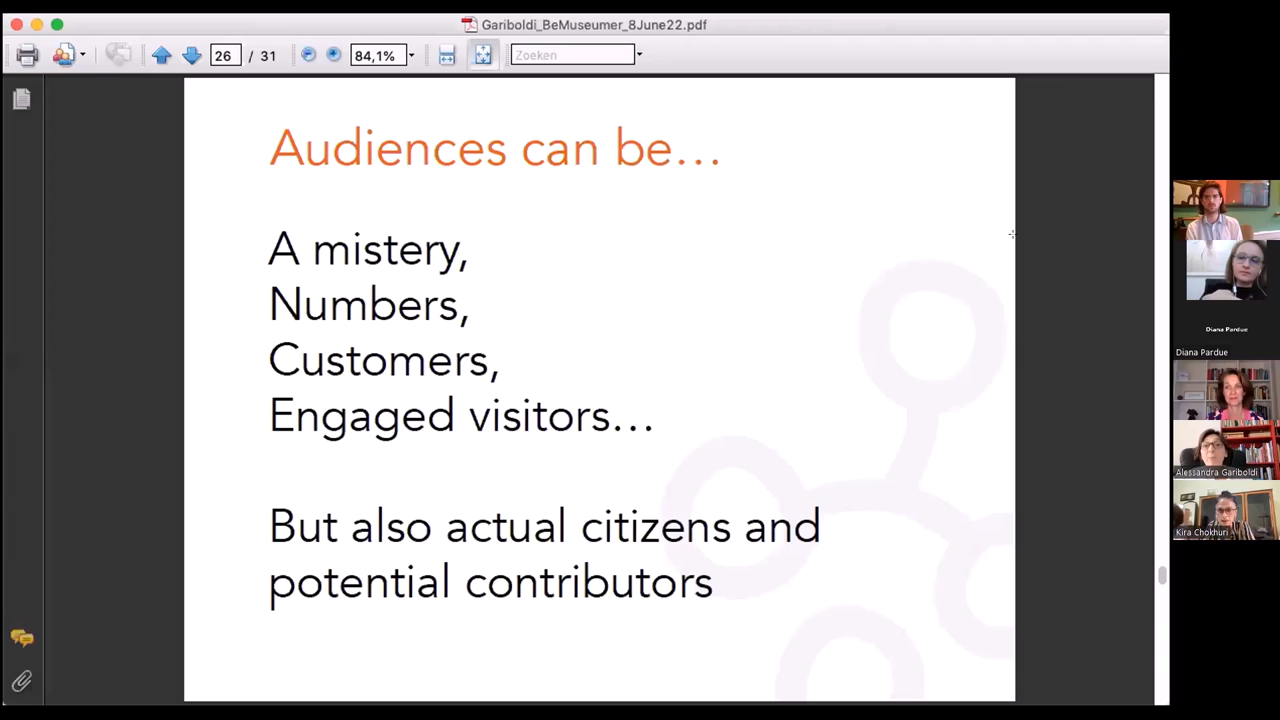 Gariboldi_BeMuseumer_8June22.pdf
26 / 31
84,1%
Zoeken
Audiences can be…
A mistery,
Numbers,
Customers,
Engaged visitors…
But also actual citizens and
potential contributors
Diana Pardue
Diana Pardue
Alessandra Gariboldi
Kira Chokhuri